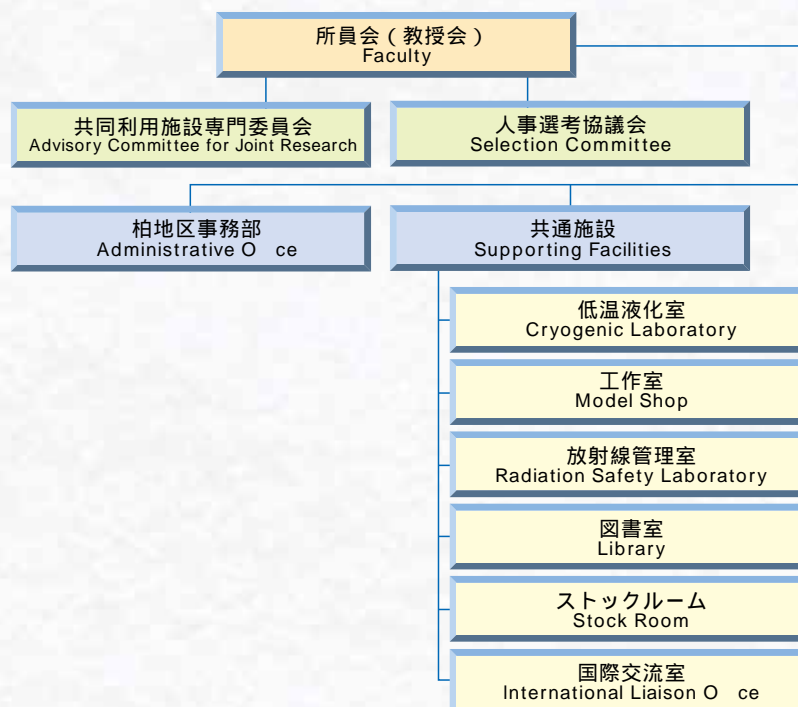 所員会（教授会）
Faculty
共同利用施設専門委員会
Advisory Committee for Joint Research
人事選考協議会
Selection Committee
柏地区事務部
Administrative O ce
共通施設
Supporting Facilities
低温液化室
Cryogenic Laboratory
工作室
Model Shop
放射線管理室
Radiation Safety Laboratory
図書室
Library
ストックルーム
Stock Room
国際交流室
International Liaison O ce